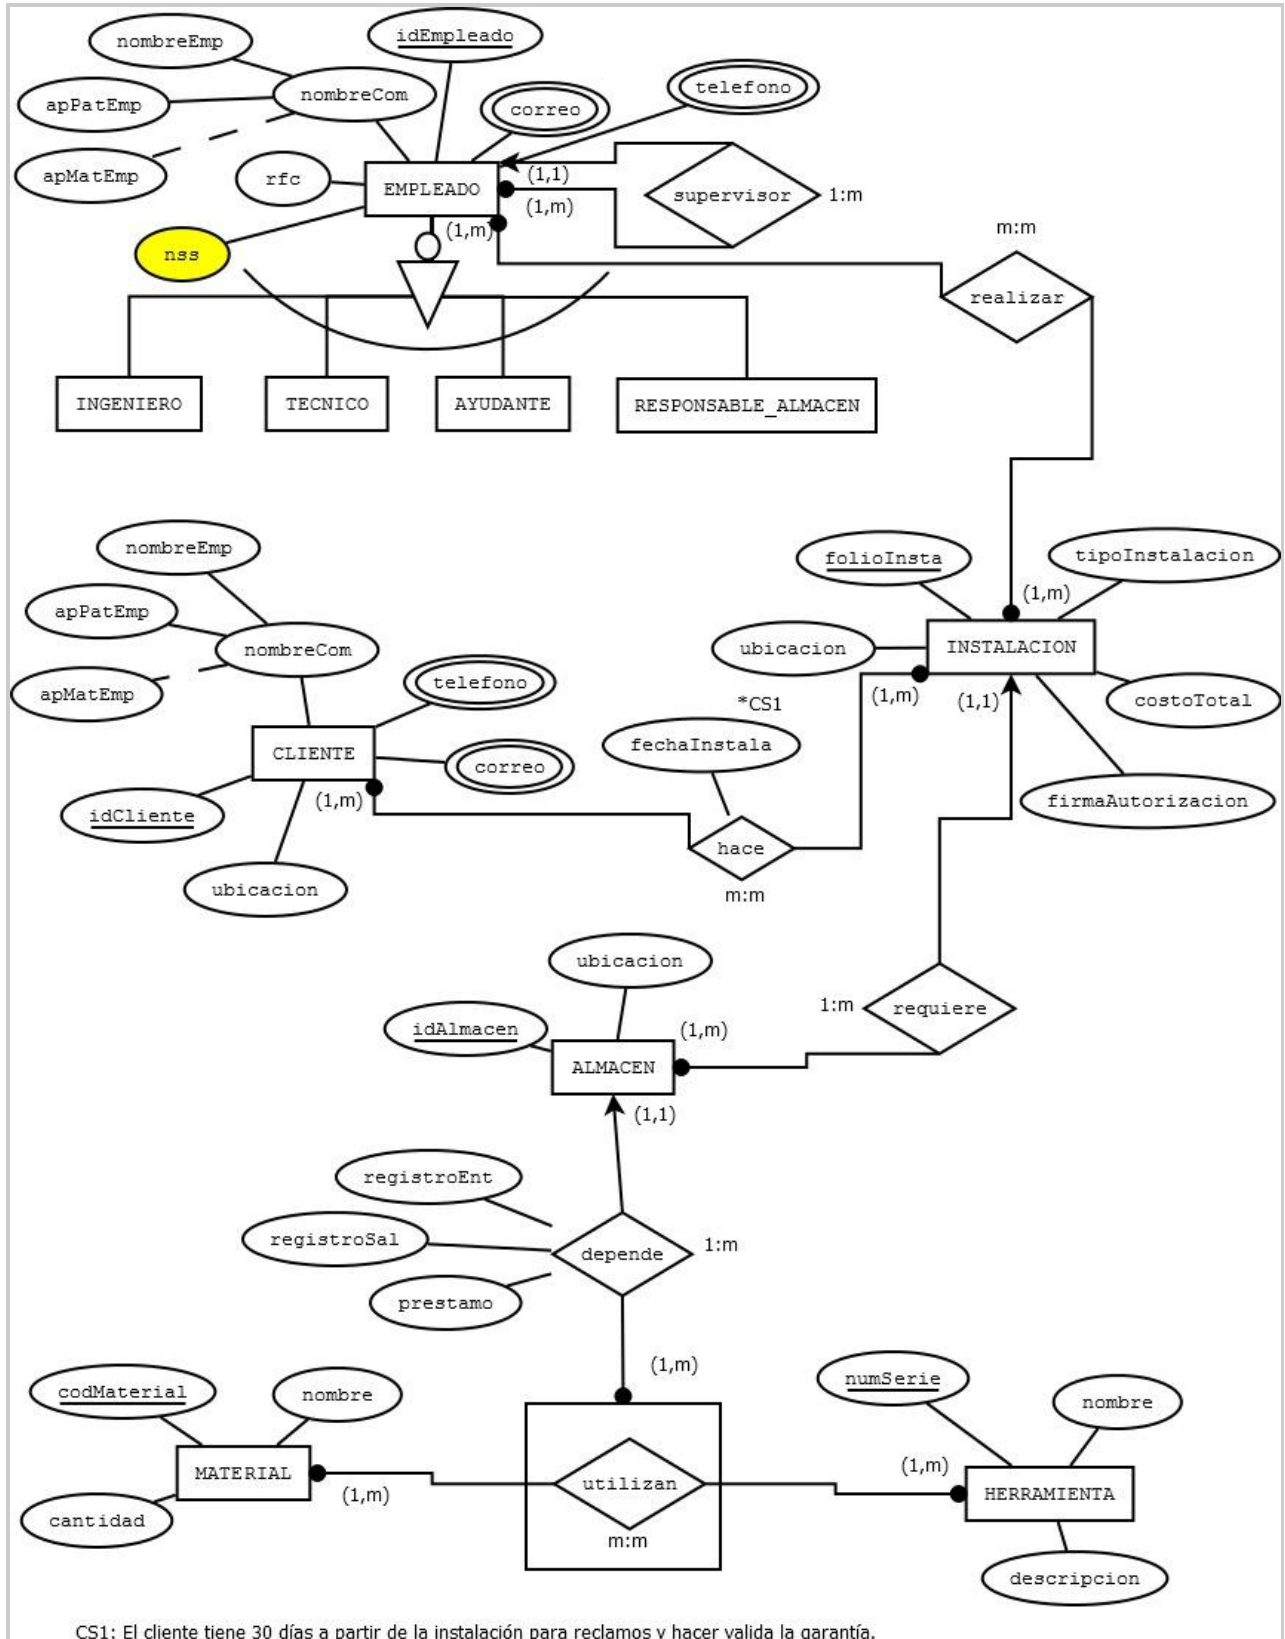 nombreEmp
idEmpleado
apPatEmp
nombreCom
correo
telefono
apMatEmp
rfc
EMPLEADO
(1,1)
(1,m)
supervisor
1:m
(1,m)
nss
m:m
realizar
INGENIERO
TECNICO
AYUDANTE
RESPONSABLE_ALMACEN
nombreEmp
apPatEmp
nombreCom
apMatEmp
telefono
CLIENTE
correo
(1,m)
idCliente
ubicacion
folioInsta
tipoInstalacion
(1,m)
ubicacion
INSTALACION
(1,m)
(1,1)
costoTotal
*CS1
fechaInstala
firmaAutorizacion
hace
m:m
ubicacion
idAlmacen
(1,m)
1:m
requiere
ALMACEN
(1,1)
registroEnt
registroSal
depende
1:m
prestamo
(1,m)
codMaterial
nombre
MATERIAL
(1,m)
cantidad
utilizan
m:m
numSerie
nombre
(1,m)
HERRAMIENTA
descripcion
CS1: El cliente tiene 30 días a partir de la instalación para reclamos y hacer valida la garantía.